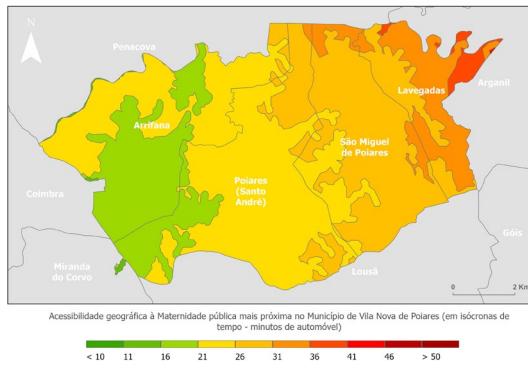 N
Penacova
Arganil
Lavegadas
Arrifana
São Miguel
de Poiares
Poiares
(Santo
André)
Coimbra
Góis
Miranda
do Corvo
Lousã
0 2 Km
Acessibilidade geográfica à Maternidade pública mais próxima no Município de Vila Nova de Poiares (em isócronas de
tempo - minutos de automóvel)
< 10 11 16 21 26 31 36 41 46 > 50